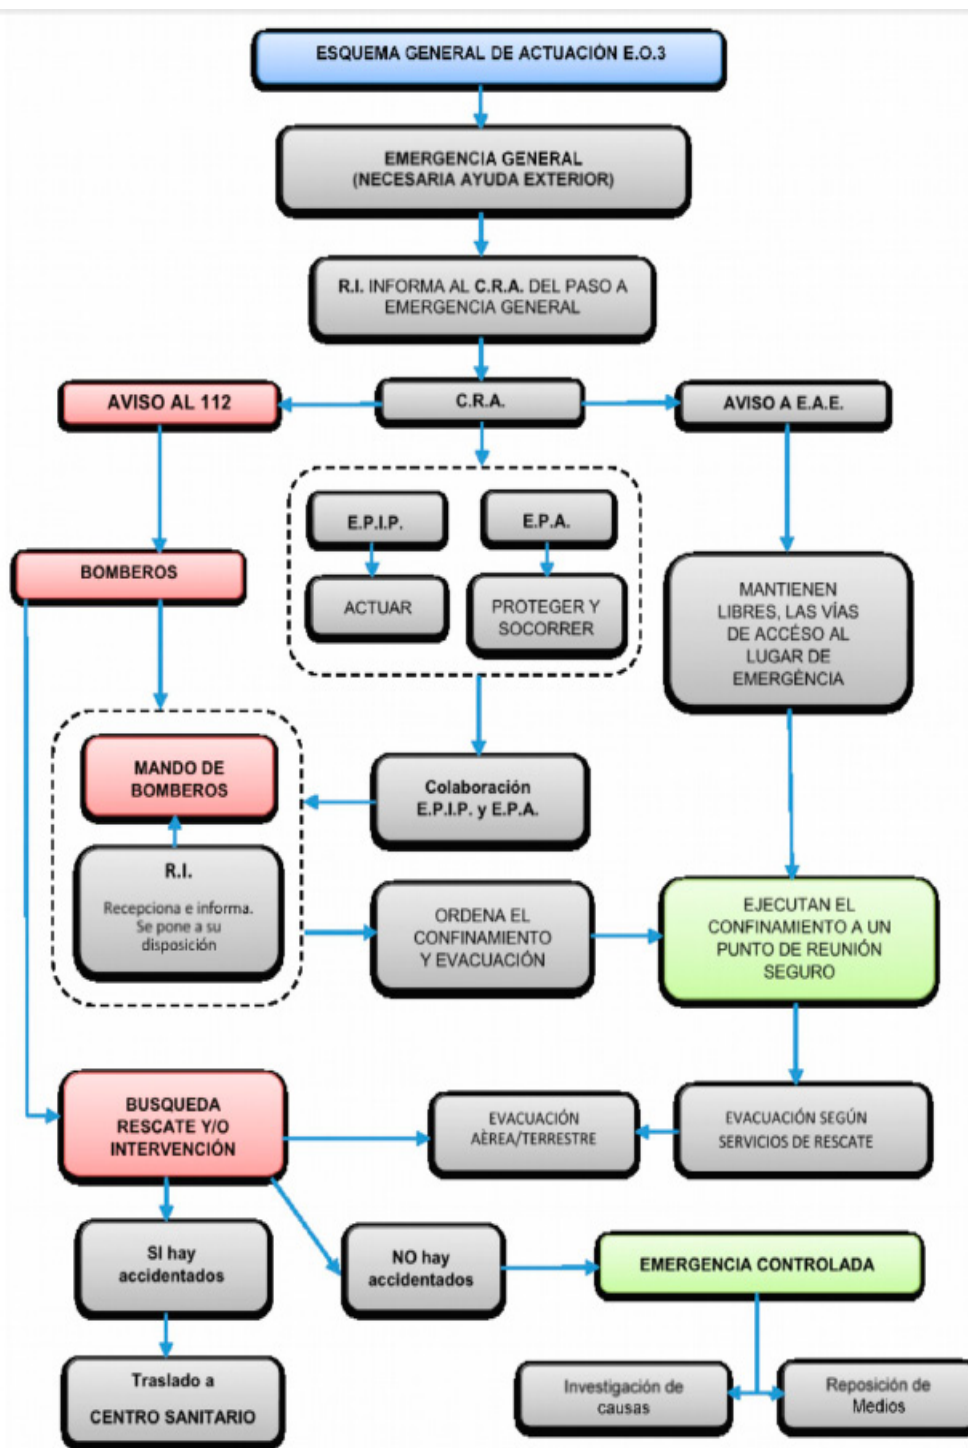 ESQUEMA GENERAL DE ACTUACIÓN E.O.3
EMERGENCIA GENERAL
(NECESARIA AYUDA EXTERIOR)
R.I. INFORMA AL C.R.A. DEL PASO A
EMERGENCIA GENERAL
AVISO AL 112
C.R.A.
AVISO A E.A.E.
E.P.I.P.
E.P.A.
BOMBEROS
ACTUAR
PROTEGER Y
SOCORRER
MANTIENEN
LIBRES, LAS VÍAS
DE ACCÉSO AL
LUGAR DE
EMERGÉNCIA
MANDO DE
BOMBEROS
Colaboración
E.P.I.P. y E.P.A.
R.I.
Recepciona e informa.
Se pone a su
disposición
ORDENA EL
CONFINAMIENTO
Y EVACUACIÓN
EJECUTAN EL
CONFINAMIENTO A UN
PUNTO DE REUNIÓN
SEGURO
BUSQUEDA
RESCATE Y/O
INTERVENCIÓN
EVACUACIÓN
AÈREA/TERRESTRE
EVACUACIÓN SEGÚN
SERVICIOS DE RESCATE
SI hay
accidentados
NO hay
accidentados
EMERGENCIA CONTROLADA
Traslado a
CENTRO SANITARIO
Investigación de
causas
Reposición de
Medios